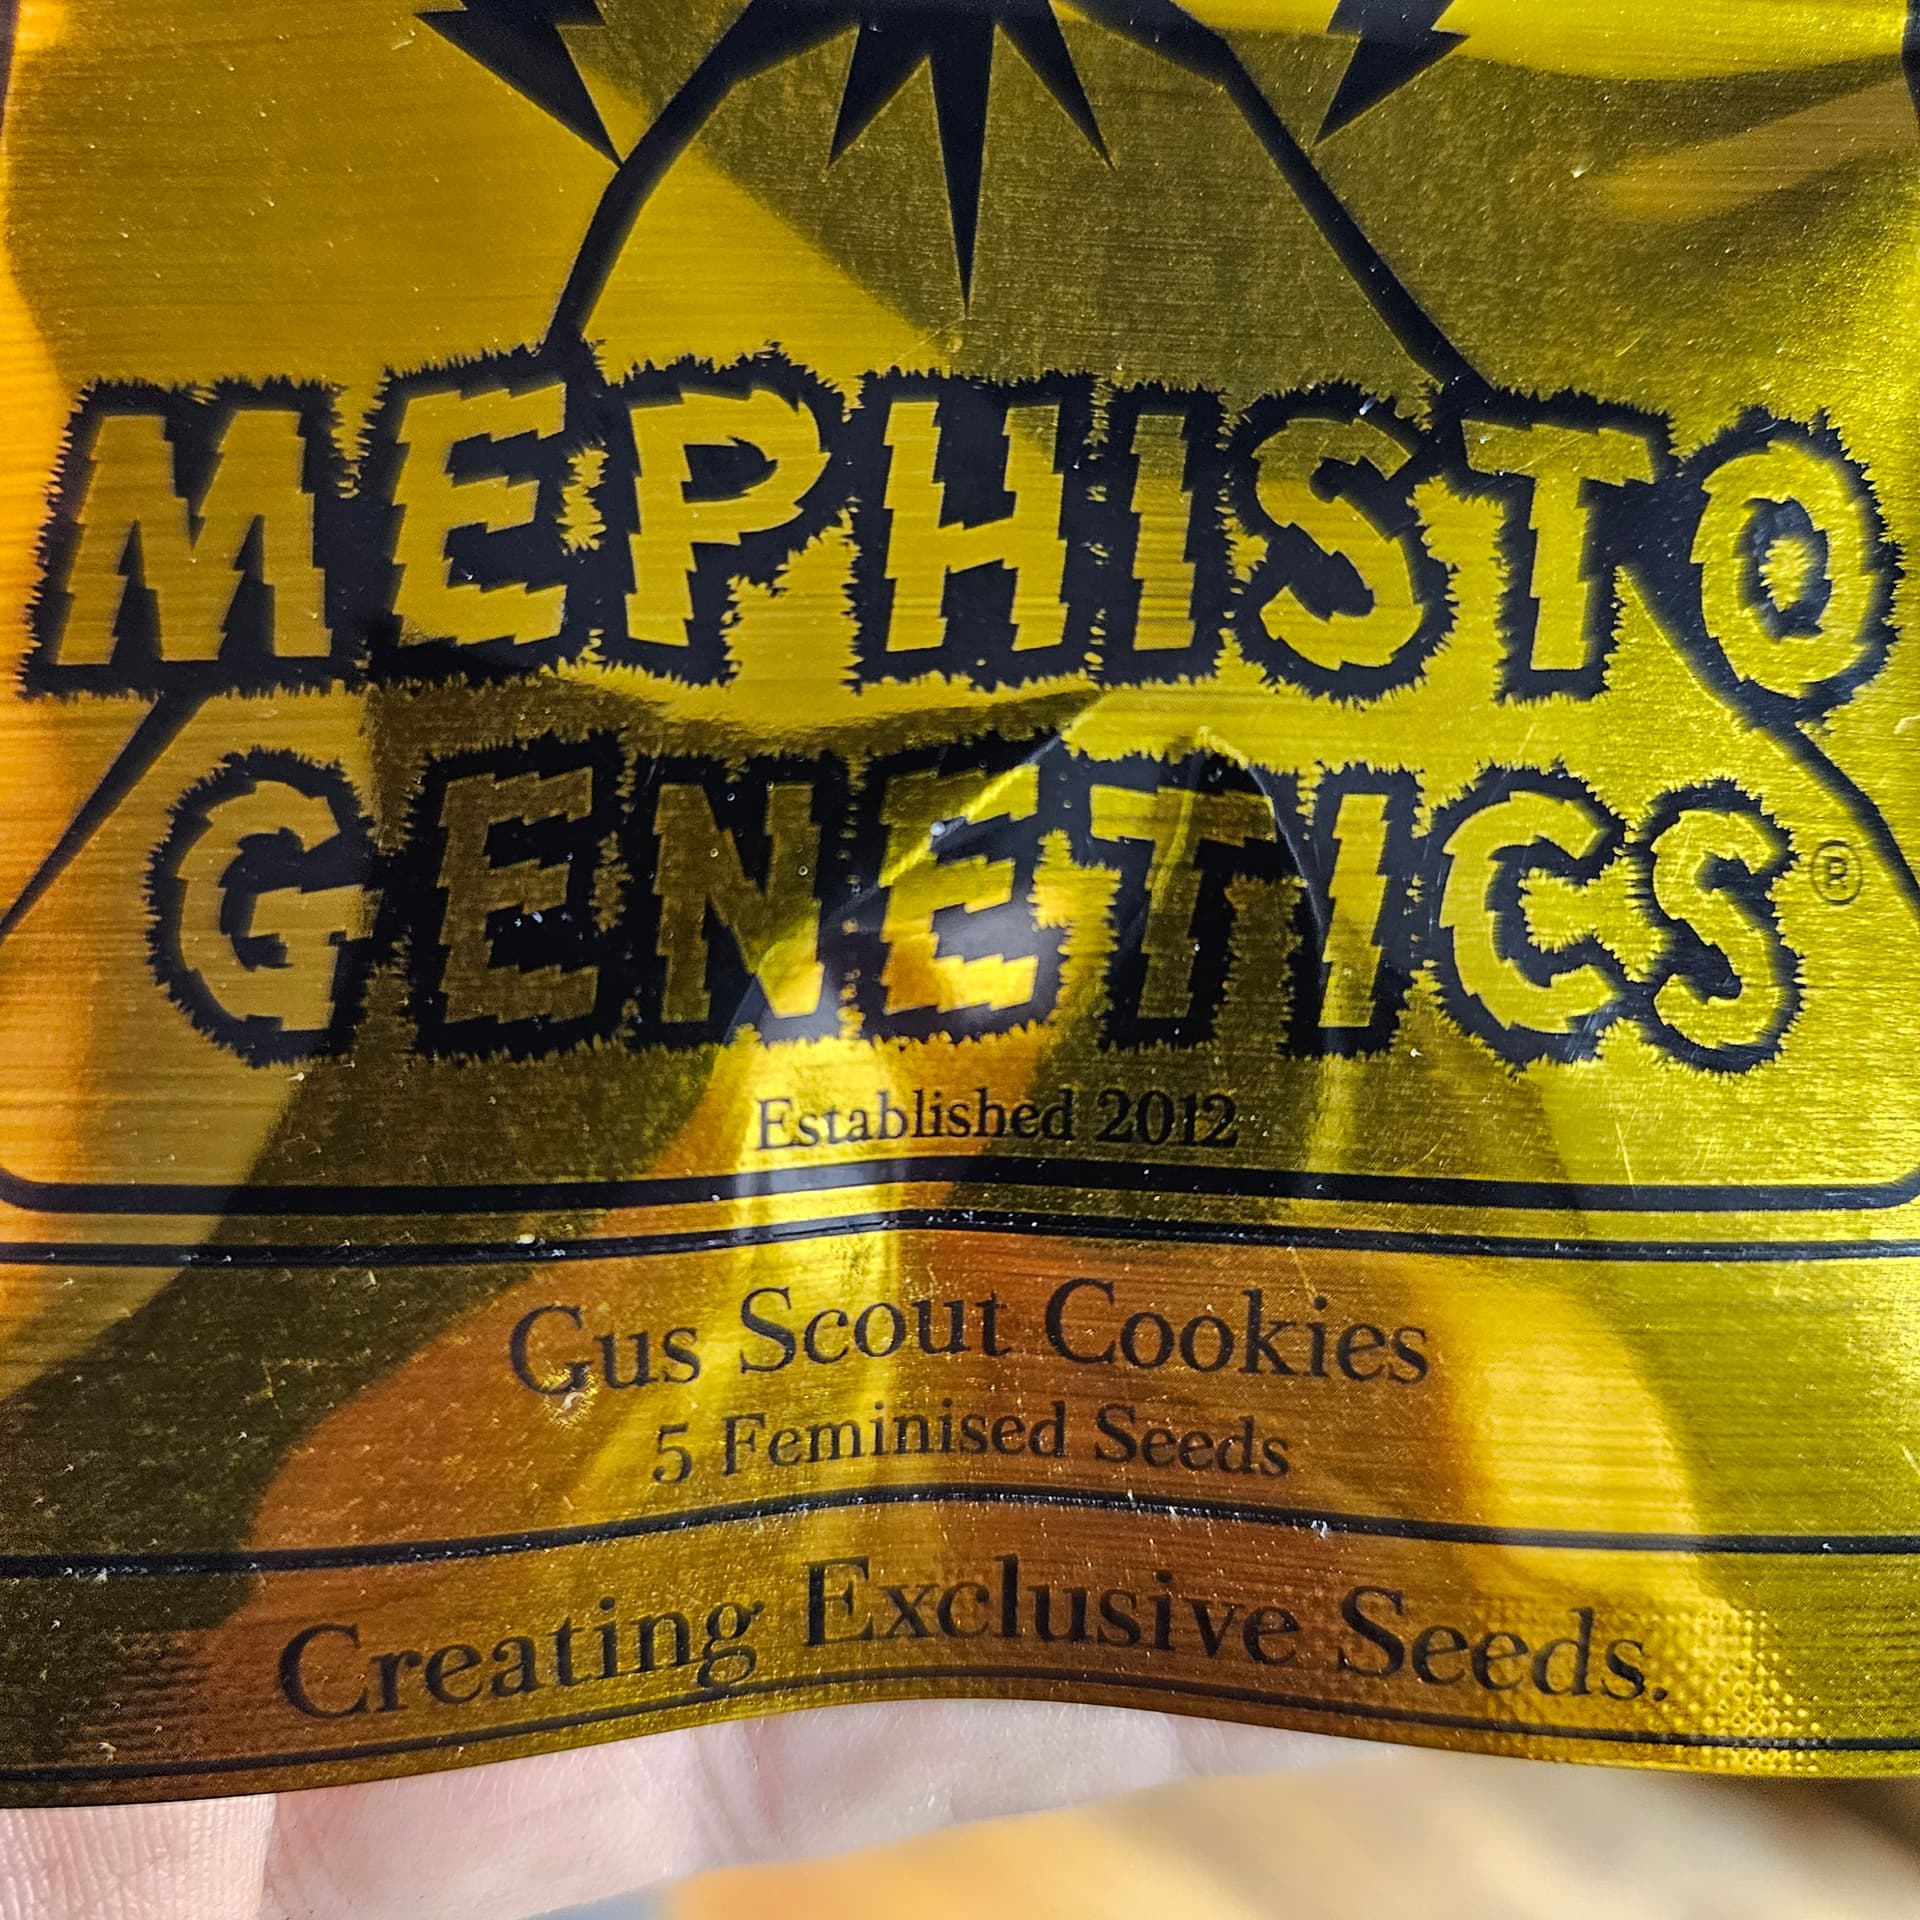 MEPHISTO
GENETICS®
Established 2012
Gus Scout Cookies
5 Feminised Seeds
Creating Exclusive Seeds.